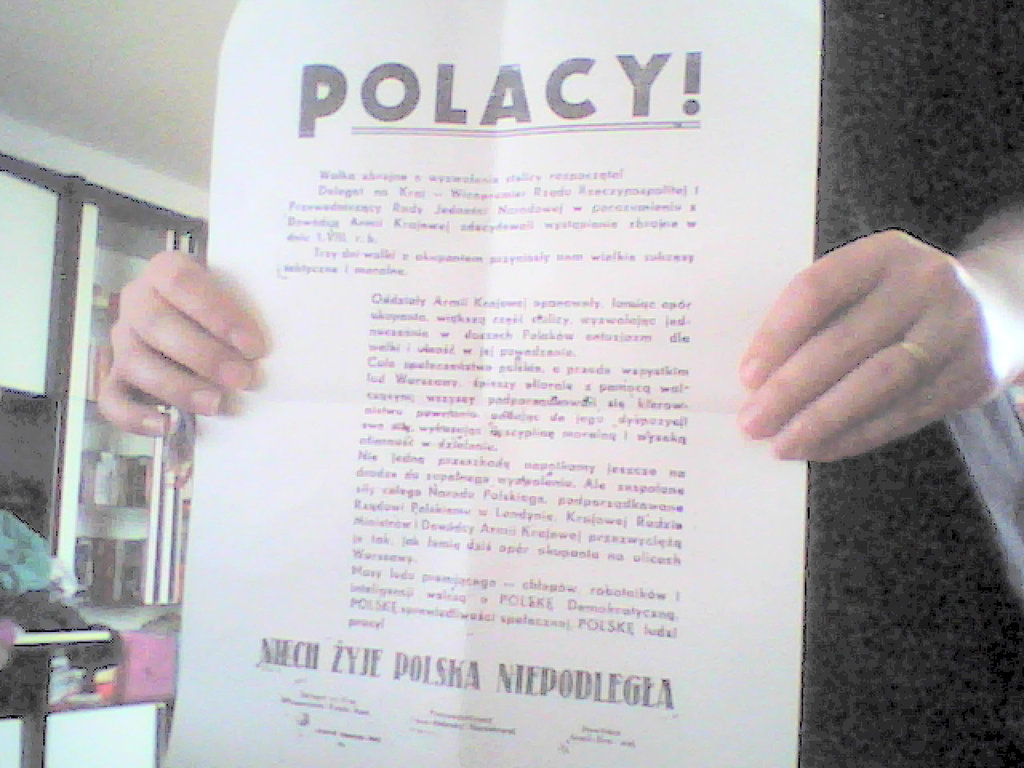 POLACY!
Walka zbrojna o wyzwolenie stolicy rozpoczęta!
Delegat na Kraj — Wicepremier Rządu Rzeczypospolitej i
Przewodniczący Rady Jedności Narodowej w porozumieniu z
Dowódcą Armii Krajowej zdecydowali wystąpienie zbrojne w
dniu 1.VIII. r. b.
Trzy dni walki z okupantem przyniosły nam wielkie sukcesy
taktyczne i moralne.
Oddziały Armii Krajowej opanowały, łamiąc opór
okupanta, większą część stolicy, wyzwalając jed-
nocześnie w duszach Polaków entuzjazm dla
walki i ufność w jej powodzenie.
Całe społeczeństwo polskie, a przede wszystkim
lud Warszawy, śpieszy ofiarnie z pomocą wal-
czącym; wszyscy podporządkowali się kierow-
nictwu powstania, oddając do jego dyspozycji
swe siły, wykazując dyscyplinę moralną i wysoką
ofiarność w działaniu.
Nie jedną przeszkodę napotkamy jeszcze na
drodze do zupełnego wyzwolenia. Ale zespolone
siły całego Narodu Polskiego, podporządkowane
Rządowi Polskiemu w Londynie, Krajowej Radzie
Ministrów i Dowódcy Armii Krajowej przezwyciężą
je tak, jak łamią dziś opór okupanta na ulicach
Warszawy.
Masy ludu pracującego — chłopów, robotników i
inteligencji walczą o POLSKĘ Demokratyczną,
POLSKĘ sprawiedliwości społecznej, POLSKĘ ludzi
pracy!
NIECH ŻYJE POLSKA NIEPODLEGŁA